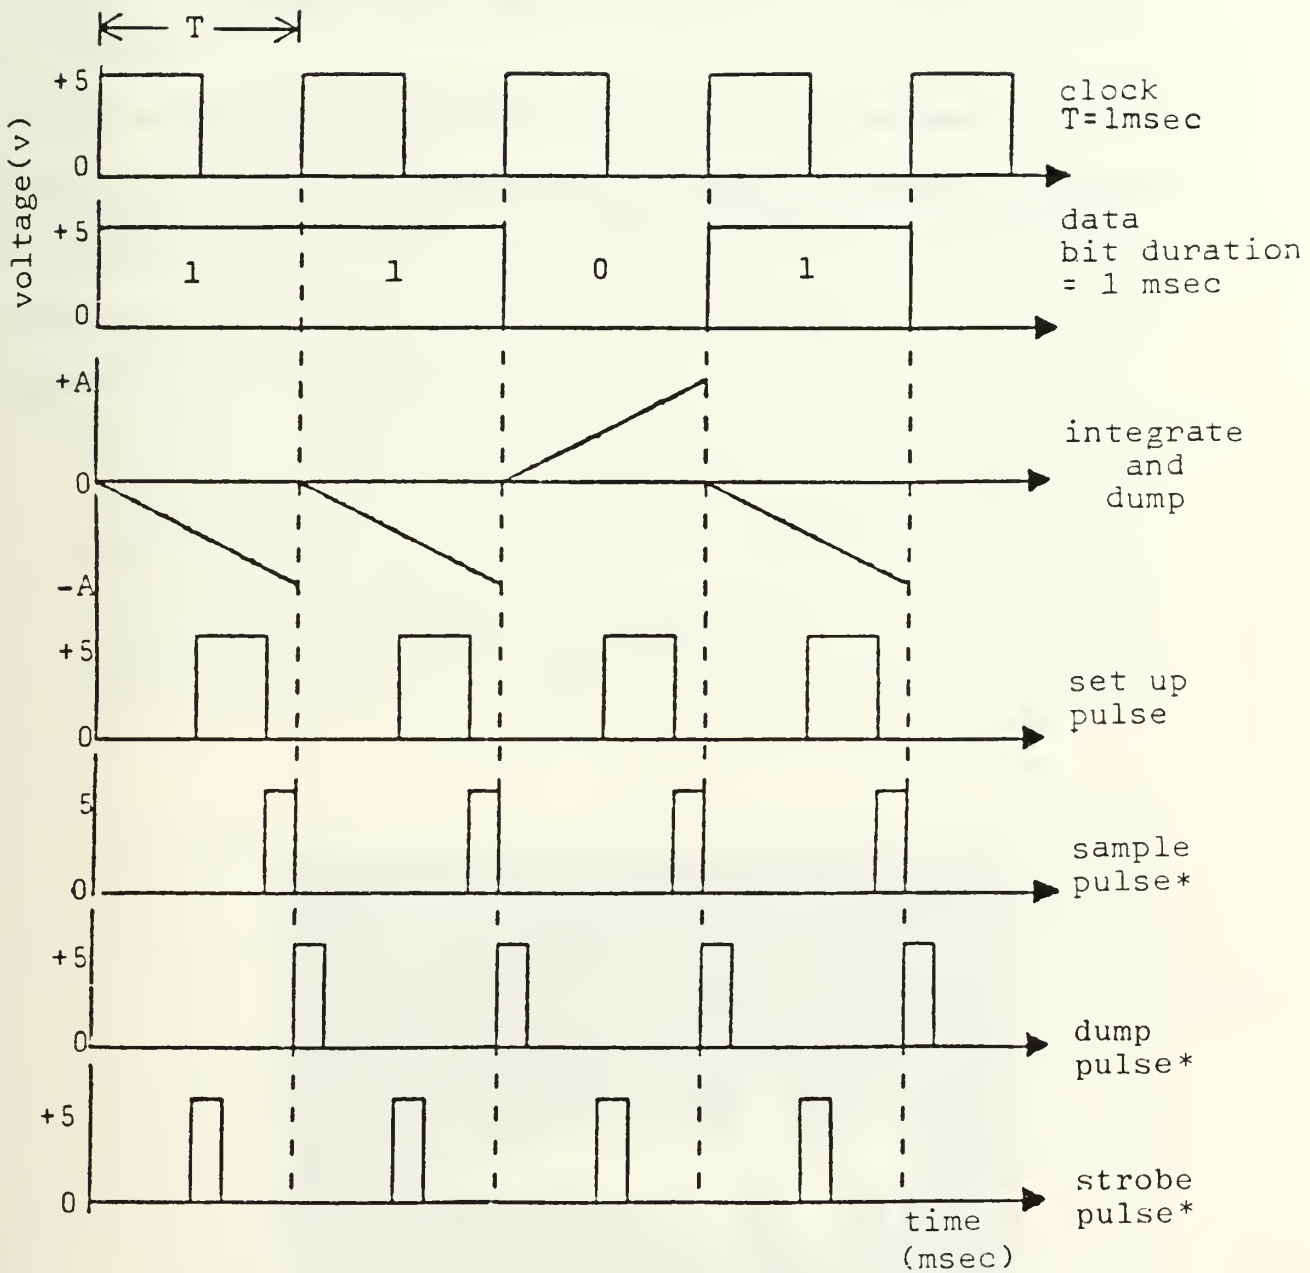 T
voltage(v)
+5
0
clock
T=1msec
+5
0
1
1
0
1
data
bit duration
= 1 msec
+A
0
-A
integrate
and
dump
+5
0
set up
pulse
5
0
sample
pulse*
+5
0
dump
pulse*
+5
0
strobe
pulse*
time
(msec)